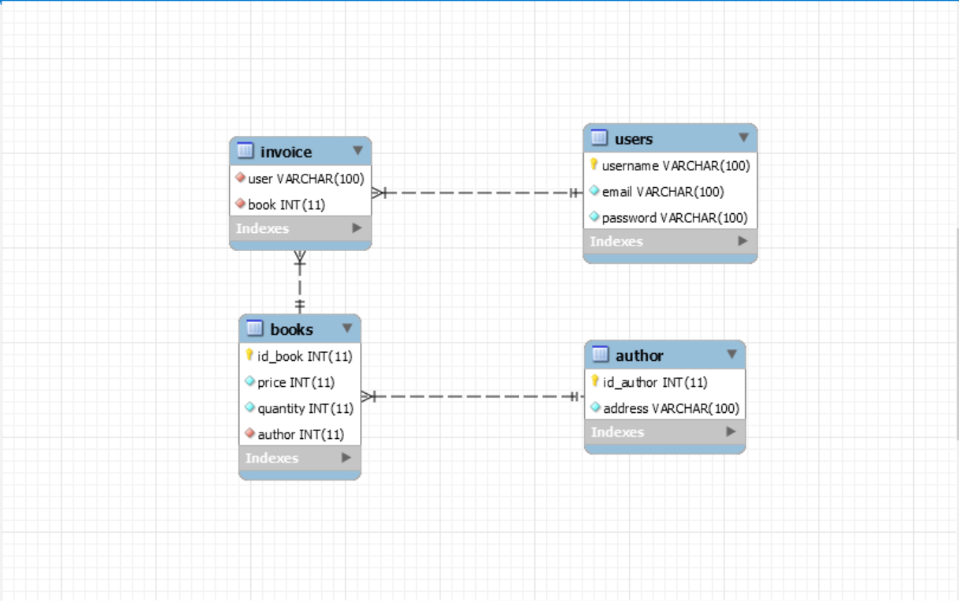 invoice
user VARCHAR(100)
book INT(11)
Indexes
users
username VARCHAR(100)
email VARCHAR(100)
password VARCHAR(100)
Indexes
books
id_book INT(11)
price INT(11)
quantity INT(11)
author INT(11)
Indexes
author
id_author INT(11)
address VARCHAR(100)
Indexes